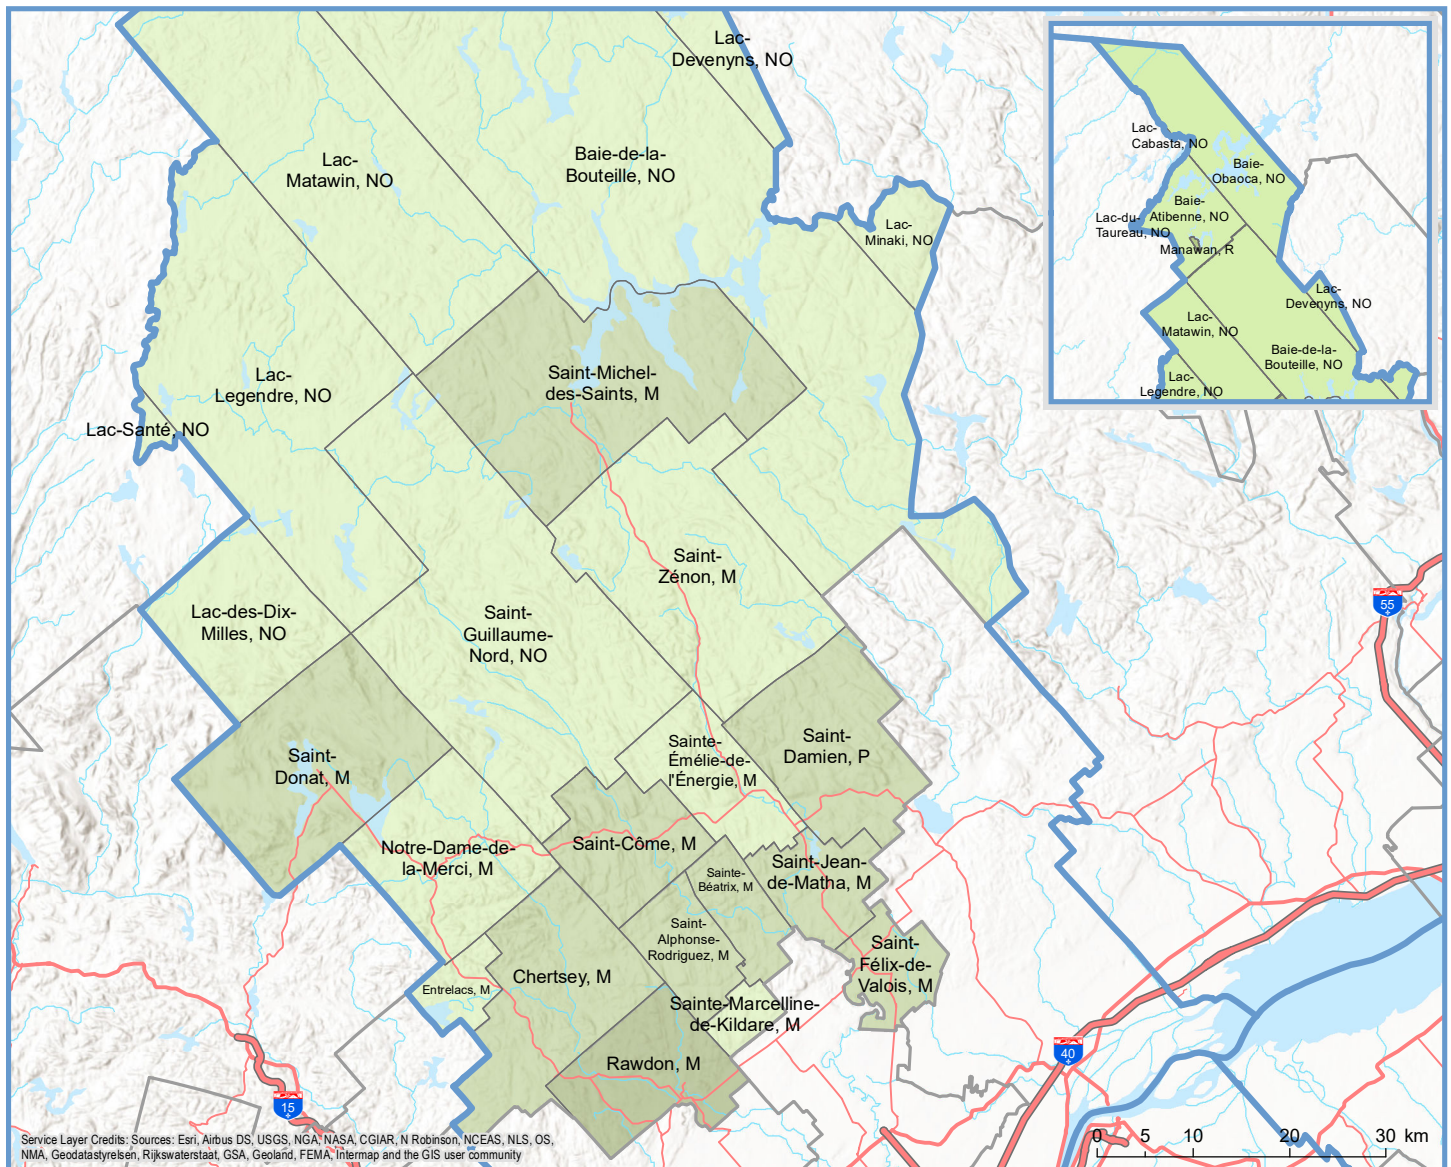 Lac-
Devenyns, NO
Lac-
Matawin, NO
Baie-de-la-
Bouteille, NO
Lac-
Minaki, NO
Lac-
Cabasta, NO
Baie-
Obaoca, NO
Baie-
Atibenne, NO
Lac-du-
Taureau, NO
Manawan, R
Lac-
Devenyns, NO
Lac-
Matawin, NO
Baie-de-la-
Bouteille, NO
Lac-
Legendre, NO
Lac-
Legendre, NO
Saint-Michel-
des-Saints, M
Lac-Santé, NO
Saint-
Zénon, M
Lac-des-Dix-
Milles, NO
Saint-
Guillaume-
Nord, NO
55
Saint-
Donat, M
Sainte-
Émélie-de-
l'Énergie, M
Saint-
Damien, P
Notre-Dame-de-
la-Merci, M
Saint-Côme, M
Sainte-
Béatrix, M
Saint-Jean-
de-Matha, M
Saint-
Alphonse-
Rodriguez, M
Saint-
Félix-de-
Valois, M
Chertsey, M
Entrelacs, M
Sainte-Marcelline-
de-Kildare, M
Rawdon, M
40
15
Service Layer Credits: Sources: Esri, Airbus DS, USGS, NGA, NASA, CGIAR, N Robinson, NCEAS, NLS, OS,
NMA, Geodatastyrelsen, Rijkswaterstaat, GSA, Geoland, FEMA, Intermap and the GIS user community
0 5 10 20 30 km